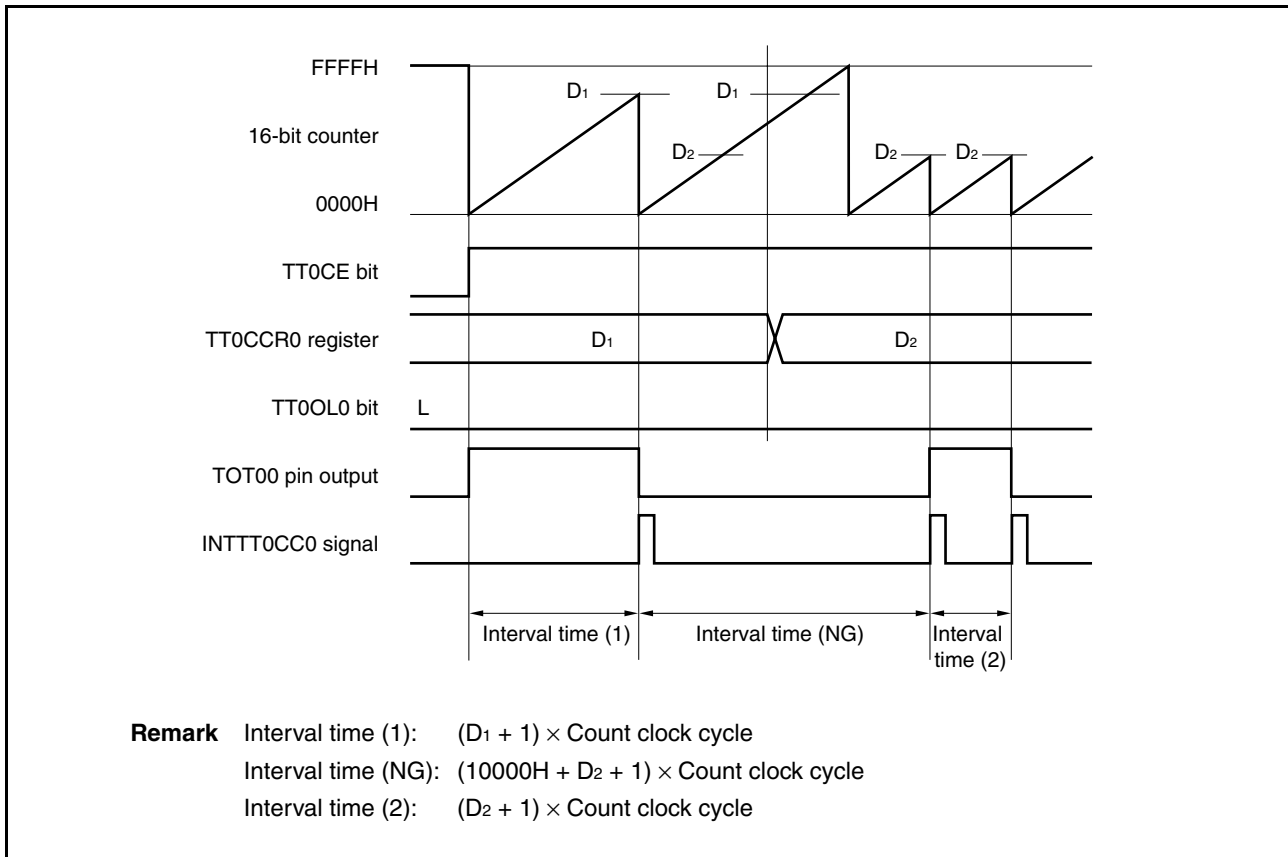 FFFFH
D1
D1
16-bit counter
D2
D2
D2
0000H
TT0CE bit
TT0CCR0 register
D1
D2
TT0OL0 bit
L
TOT00 pin output
INTTT0CC0 signal
Interval time (1)
Interval time (NG)
Interval
time (2)
Remark Interval time (1): (D1 + 1) × Count clock cycle
Interval time (NG): (10000H + D2 + 1) × Count clock cycle
Interval time (2): (D2 + 1) × Count clock cycle